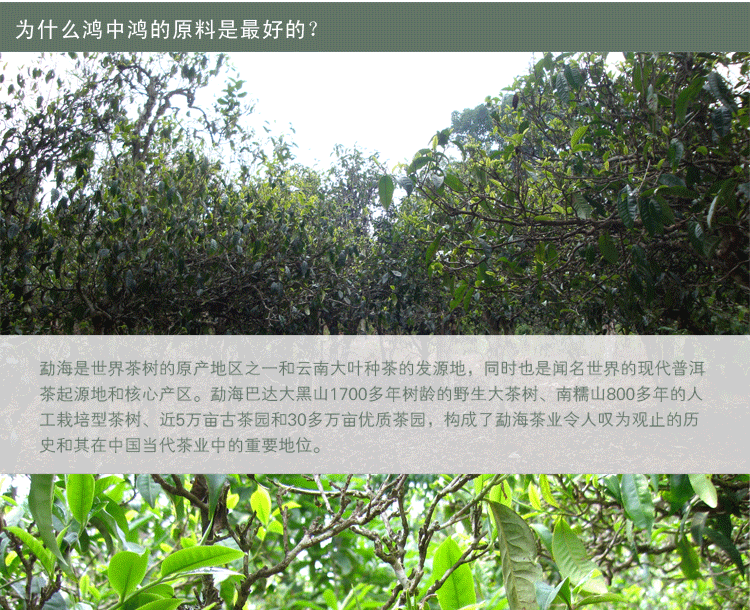 为什么鸿中鸿的原料是最好的？
勐海是世界茶树的原产地区之一和云南大叶种茶的发源地，同时也是闻名世界的现代普洱
茶起源地和核心产区。勐海巴达大黑山1700多年树龄的野生大茶树、南糯山800多年的人
工栽培型茶树、近5万亩古茶园和30多万亩优质茶园，构成了勐海茶业令人叹为观止的历
史和其在中国当代茶业中的重要地位。